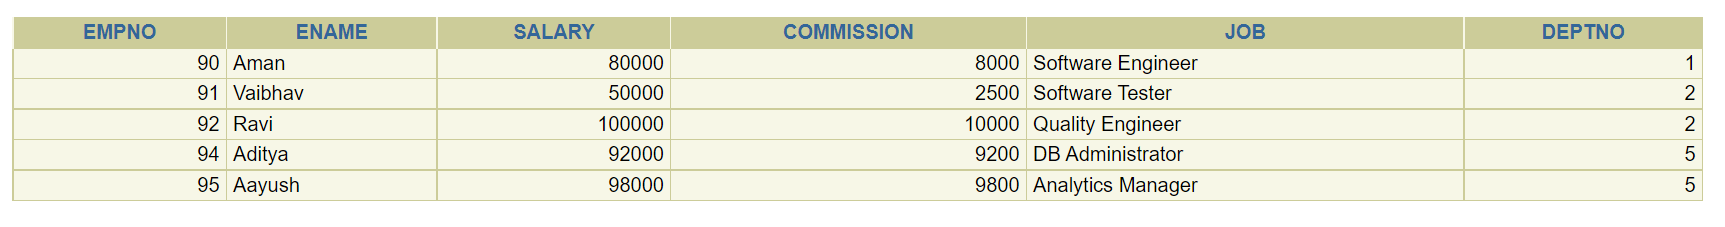 EMPNO ENAME SALARY COMMISSION JOB DEPTNO
90 Aman 80000 8000 Software Engineer 1
91 Vaibhav 50000 2500 Software Tester 2
92 Ravi 100000 10000 Quality Engineer 2
94 Aditya 92000 9200 DB Administrator 5
95 Aayush 98000 9800 Analytics Manager 5